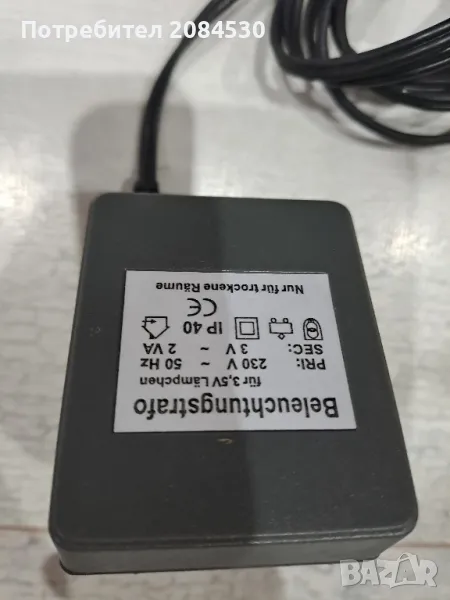 Потребител 2084530
Beleuchtungstrafo
für 3,5V Lämpchen
PRI: 230 V ~ 50 Hz
SEC: 3 V ~ 2 VA
IP 40
CE
Nur für trockene Räume
BAZAR